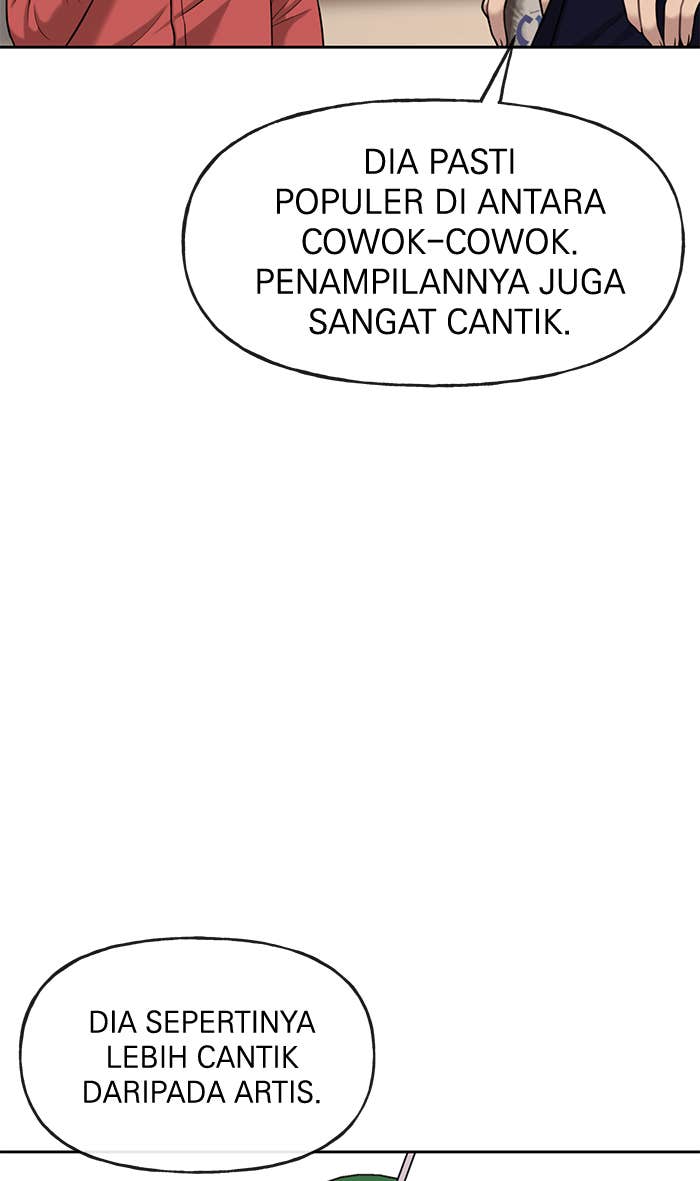 DIA PASTI
POPULER DI ANTARA
COWOK-COWOK.
PENAMPILANNYA JUGA
SANGAT CANTIK.
DIA SEPERTINYA
LEBIH CANTIK
DARIPADA ARTIS.